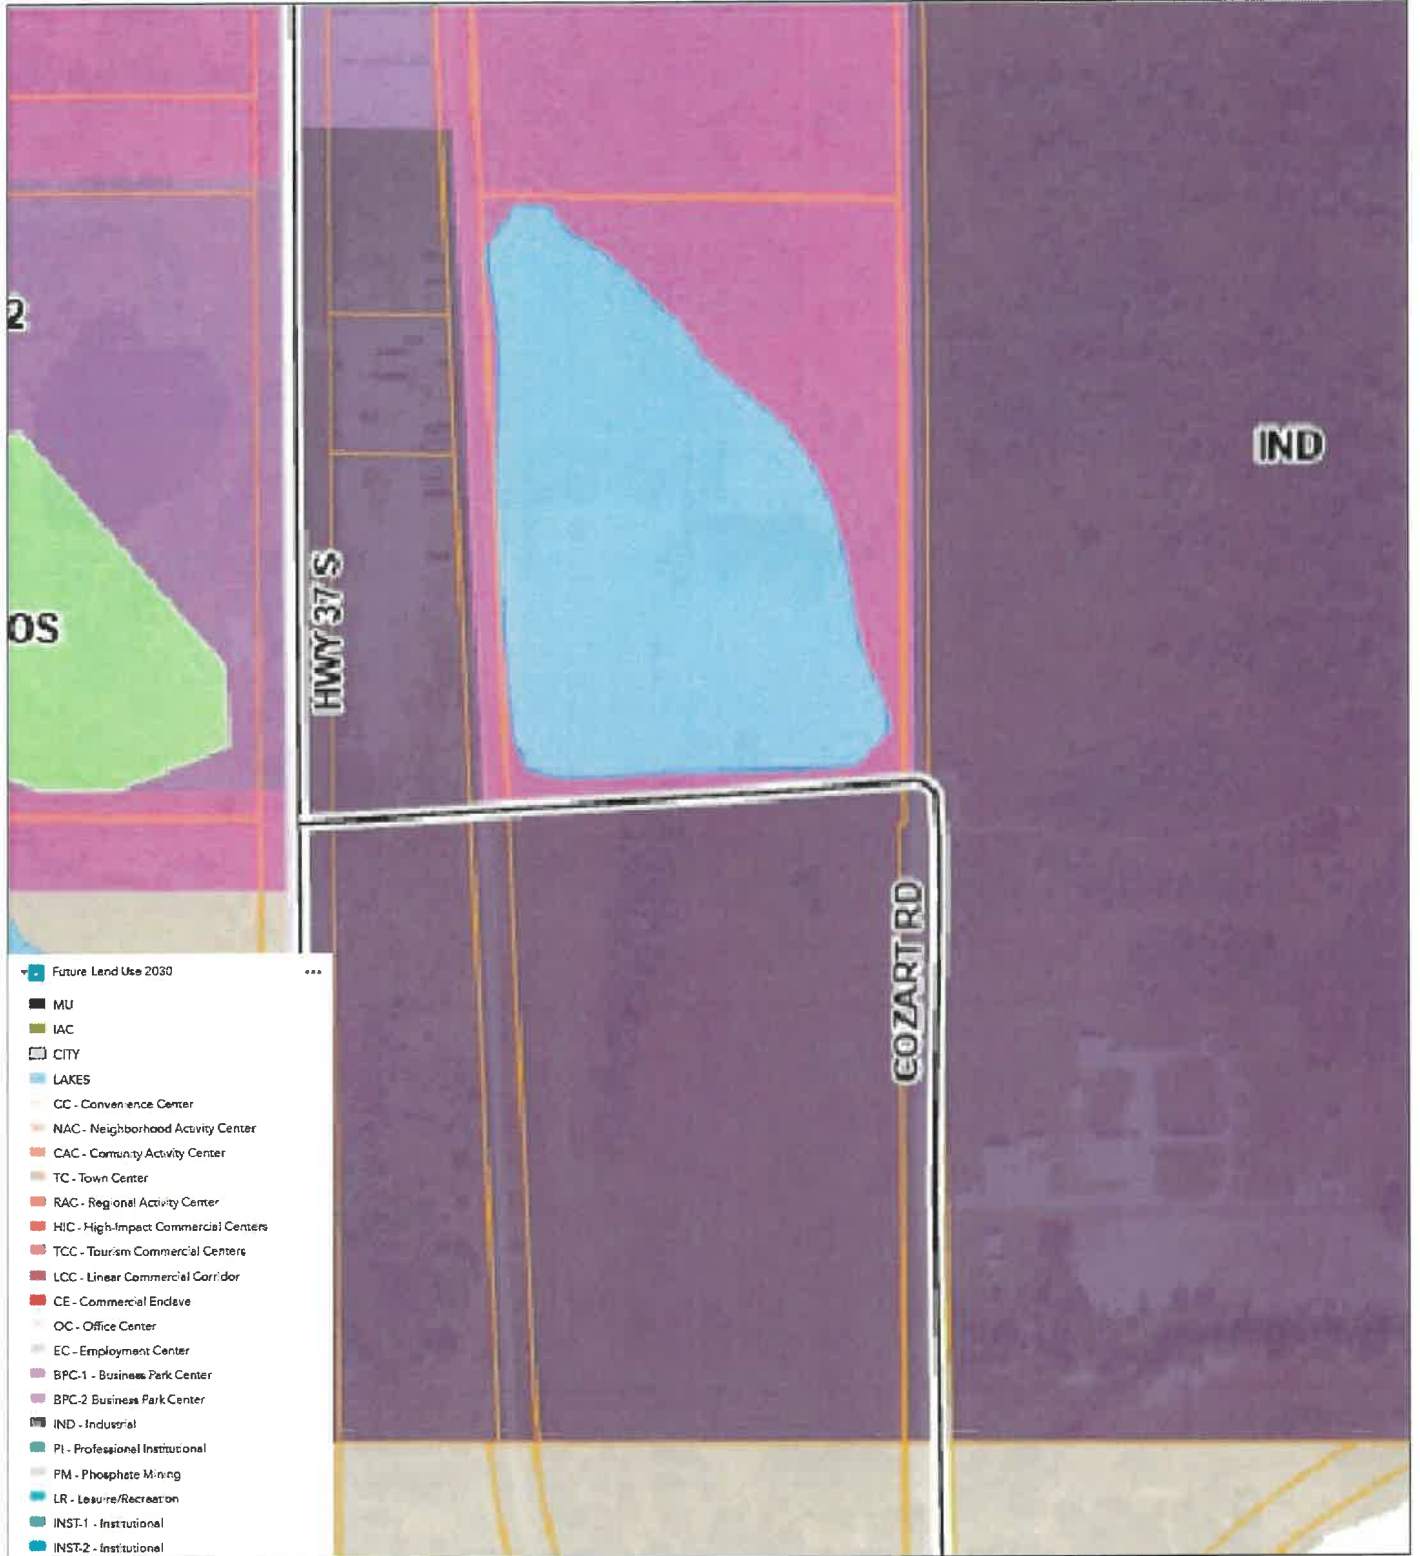 2
IND
OS
HWY 37 S
COZART RD
Future Land Use 2030
MU
IAC
CITY
LAKES
CC - Convenience Center
NAC - Neighborhood Activity Center
CAC - Comunity Activity Center
TC - Town Center
RAC - Regional Activity Center
HIC - High-Impact Commercial Centers
TCC - Tourism Commercial Centers
LCC - Linear Commercial Corridor
CE - Commercial Enclave
OC - Office Center
EC - Employment Center
BPC-1 - Business Park Center
BPC-2 Business Park Center
IND - Industrial
PI - Professional Institutional
PM - Phosphate Mining
LR - Leisure/Recreation
INST-1 - Institutional
INST-2 - Institutional